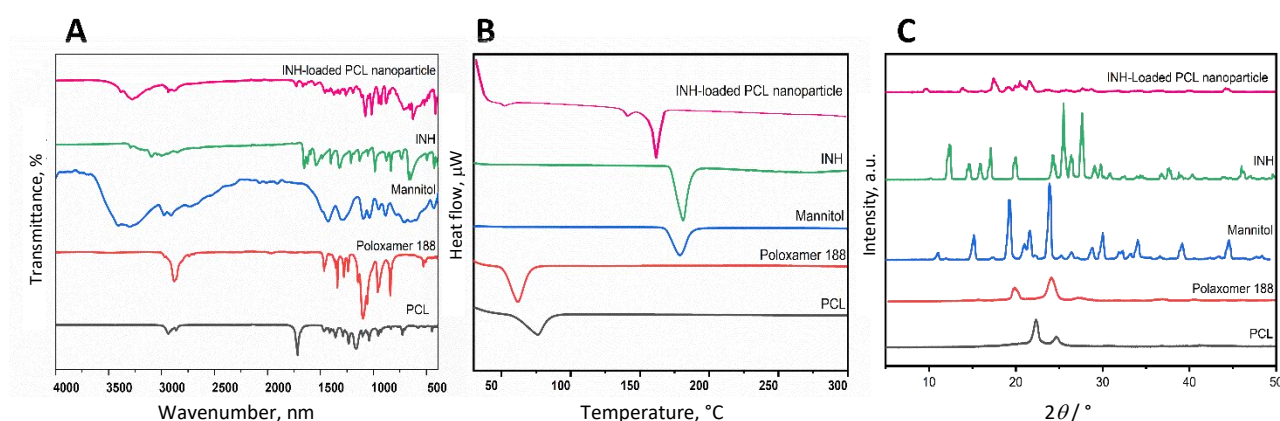 A
INH-loaded PCL nanoparticle
INH
Mannitol
Poloxamer 188
PCL
Transmittance, %
4000 3500 3000 2500 2000 1500 1000 500
Wavenumber, nm
B
INH-loaded PCL nanoparticle
INH
Mannitol
Poloxamer 188
PCL
Heat flow, μW
50 100 150 200 250 300
Temperature, °C
C
INH-Loaded PCL nanoparticle
INH
Mannitol
Polaxomer 188
PCL
Intensity, a.u.
10 20 30 40 50
2θ / °